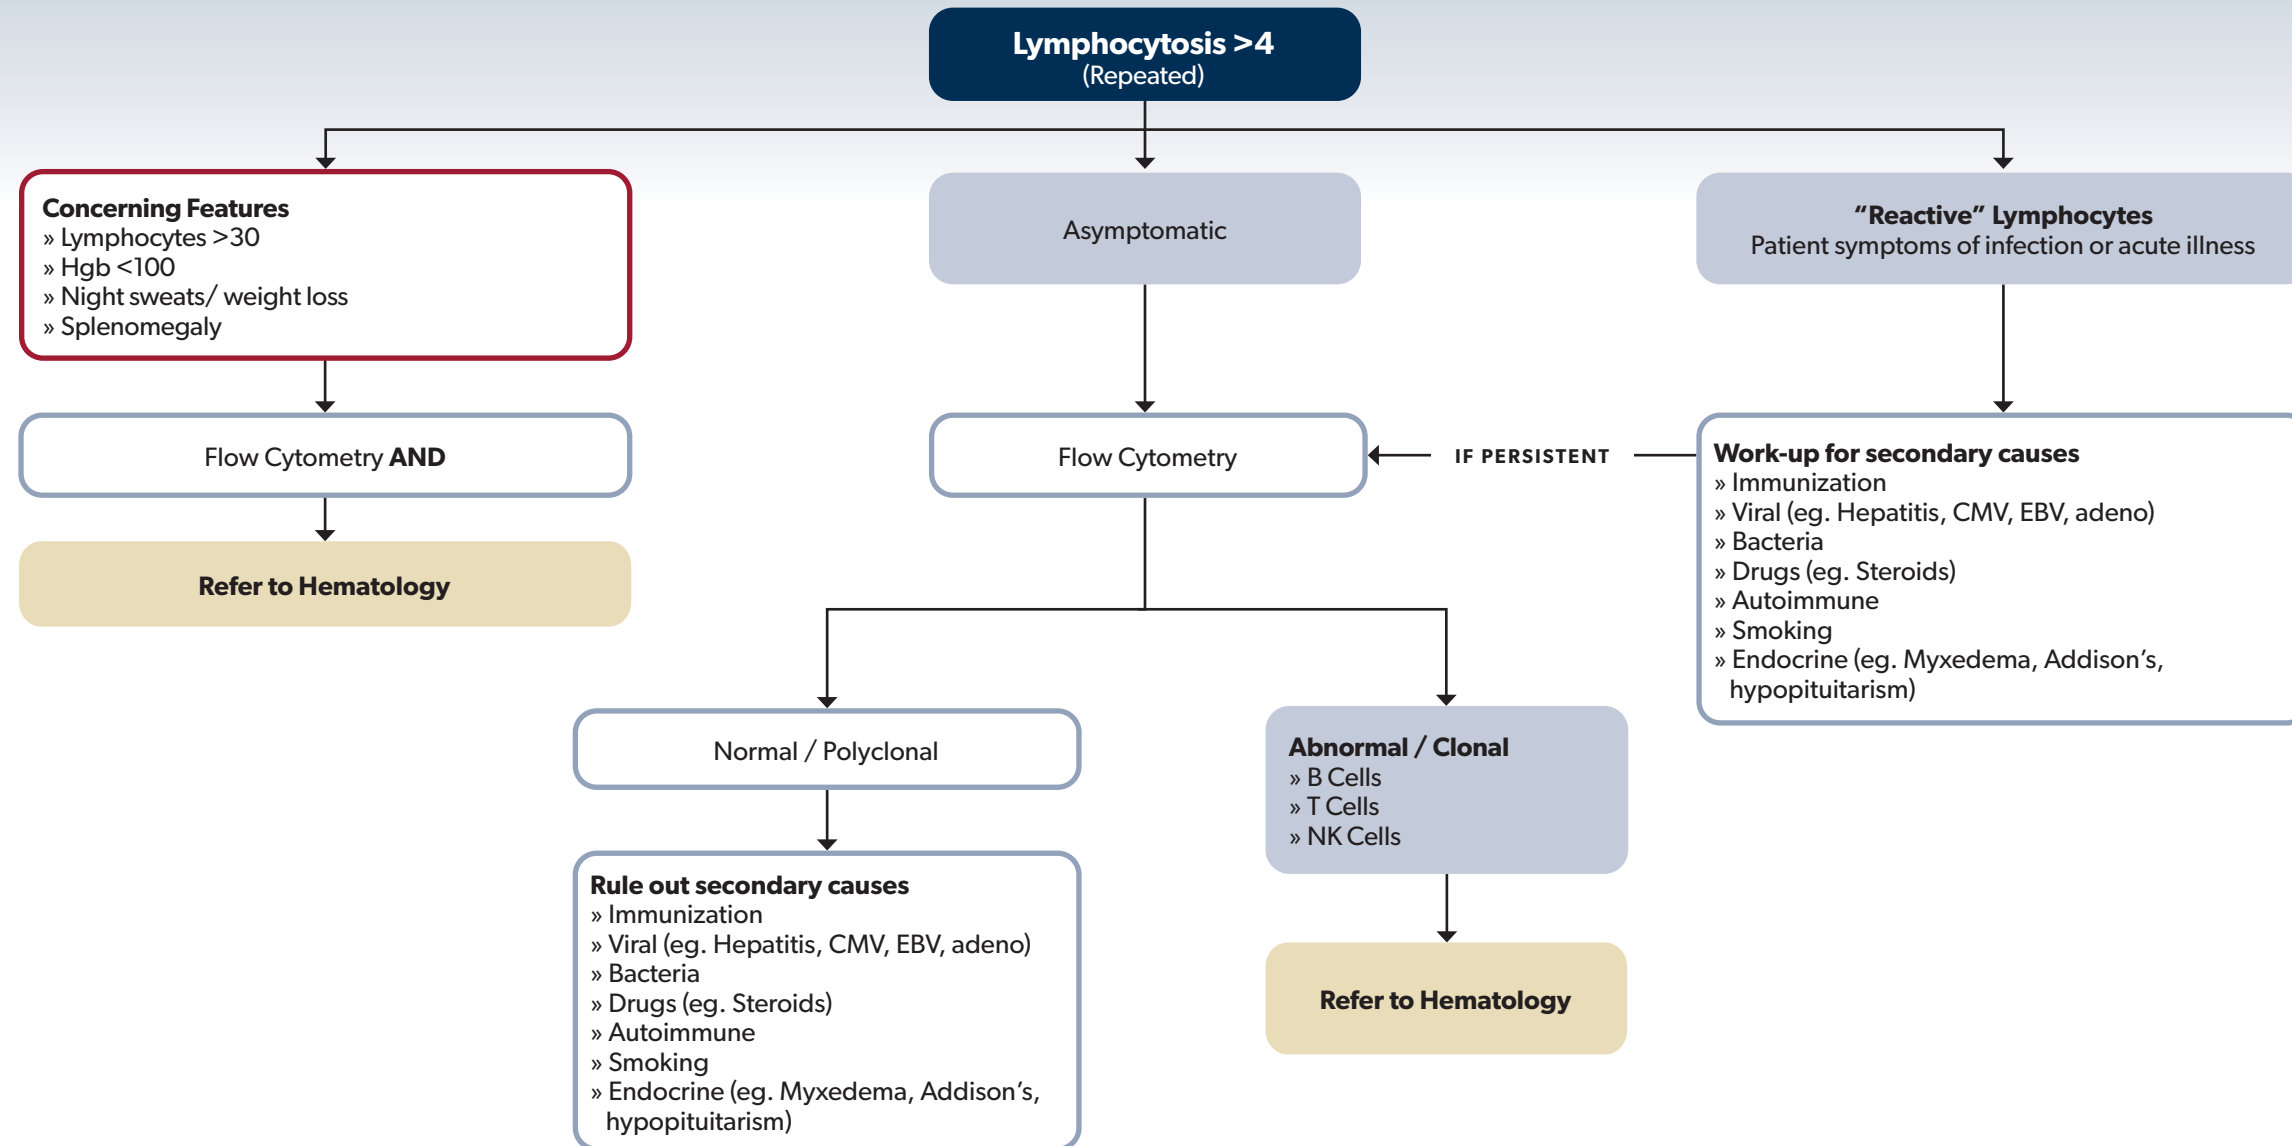 Lymphocytosis >4
(Repeated)
Concerning Features
» Lymphocytes >30
» Hgb <100
» Night sweats/ weight loss
» Splenomegaly
Asymptomatic
“Reactive” Lymphocytes
Patient symptoms of infection or acute illness
Flow Cytometry AND
Flow Cytometry
IF PERSISTENT
Work-up for secondary causes
» Immunization
» Viral (eg. Hepatitis, CMV, EBV, adeno)
» Bacteria
» Drugs (eg. Steroids)
» Autoimmune
» Smoking
» Endocrine (eg. Myxedema, Addison’s,
hypopituitarism)
Refer to Hematology
Normal / Polyclonal
Abnormal / Clonal
» B Cells
» T Cells
» NK Cells
Rule out secondary causes
» Immunization
» Viral (eg. Hepatitis, CMV, EBV, adeno)
» Bacteria
» Drugs (eg. Steroids)
» Autoimmune
» Smoking
» Endocrine (eg. Myxedema, Addison’s,
hypopituitarism)
Refer to Hematology